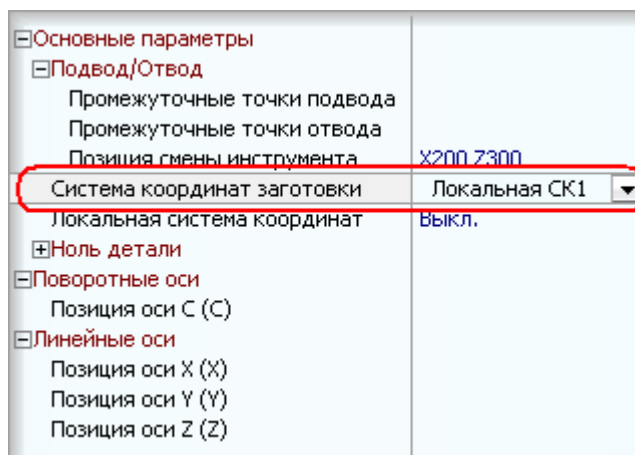 Основные параметры
Подвод/Отвод
Промежуточные точки подвода
Промежуточные точки отвода
Позиция смены инструмента X200 Z300
Система координат заготовки Локальная СК1
Локальная система координат Выкл.
Ноль детали
Поворотные оси
Позиция оси C (C)
Линейные оси
Позиция оси X (X)
Позиция оси Y (Y)
Позиция оси Z (Z)